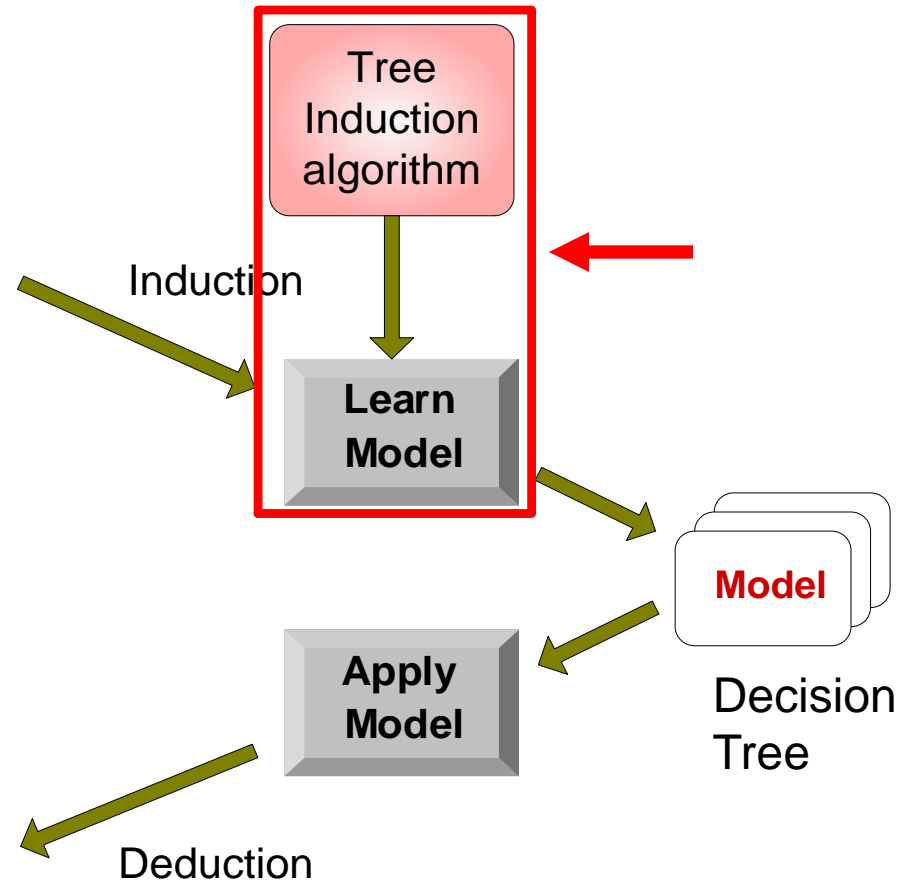 Tree
Induction
algorithm
Induction
Learn
Model
Model
Apply
Model
Decision
Tree
Deduction